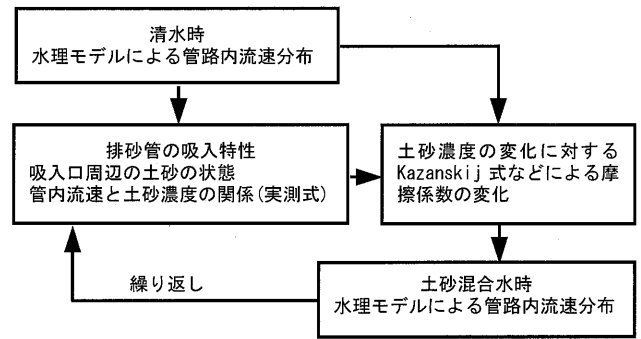 清水時
水理モデルによる管路内流速分布
排砂管の吸入特性
吸入口周辺の土砂の状態
管内流速と土砂濃度の関係(実測式)
土砂濃度の変化に対する
Kazanskij 式などによる摩
擦係数の変化
繰り返し
土砂混合水時
水理モデルによる管路内流速分布